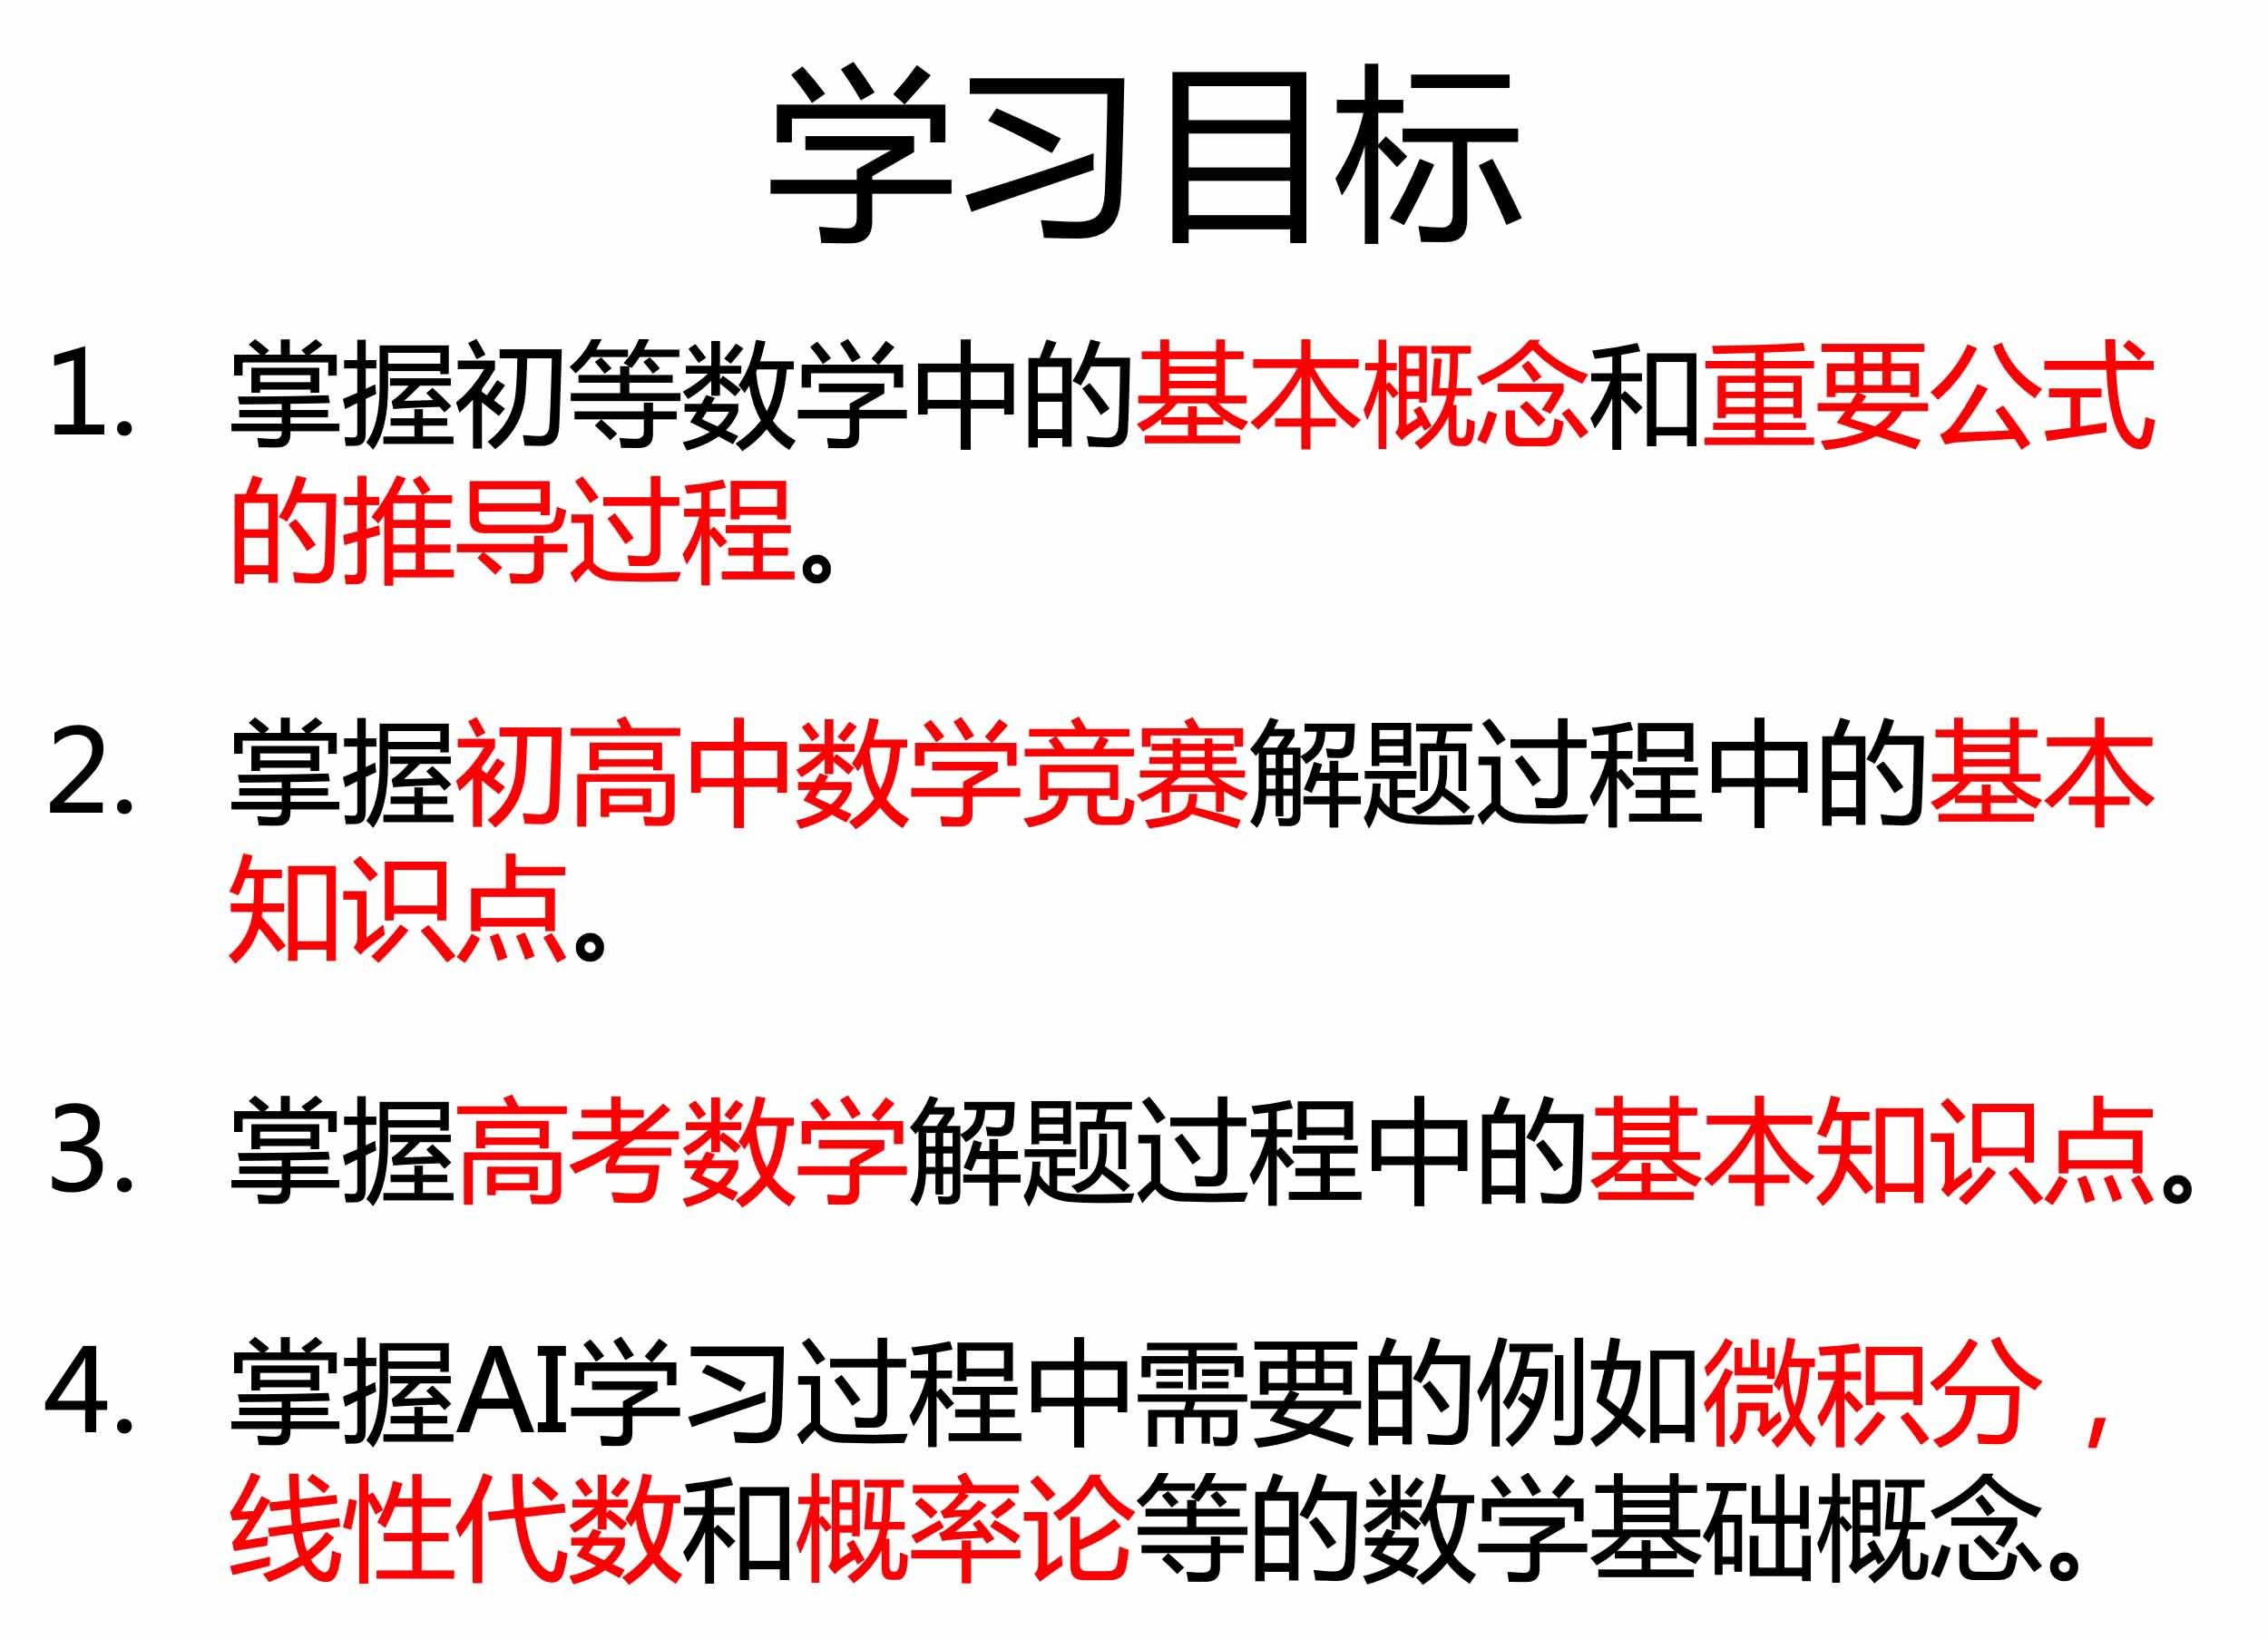 学习目标
1. 掌握初等数学中的基本概念和重要公式
的推导过程。
2. 掌握初高中数学竞赛解题过程中的基本
知识点。
3. 掌握高考数学解题过程中的基本知识点。
4. 掌握AI学习过程中需要的例如微积分，
线性代数和概率论等的数学基础概念。